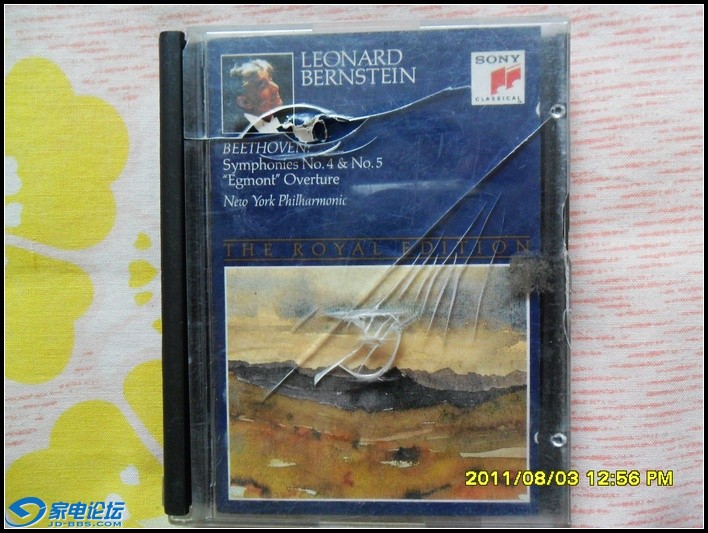 LEONARD
BERNSTEIN
SONY
CLASSICAL
BEETHOVEN:
Symphonies No. 4 & No. 5
"Egmont" Overture
New York Philharmonic
THE ROYAL EDITION
2011/08/03 12:56 PM
家电论坛
JD-BBS.COM